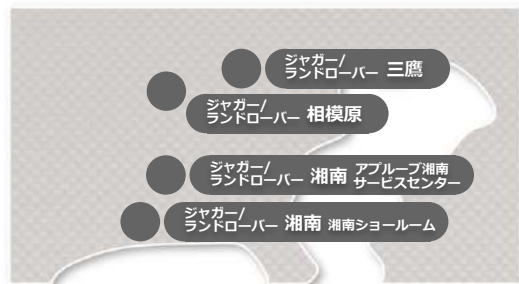 ジャガー/
ランドローバー 三鷹
ジャガー/
ランドローバー 相模原
ジャガー/
ランドローバー 湘南 アプルーブ湘南
サービスセンター
ジャガー/
ランドローバー 湘南 湘南ショールーム